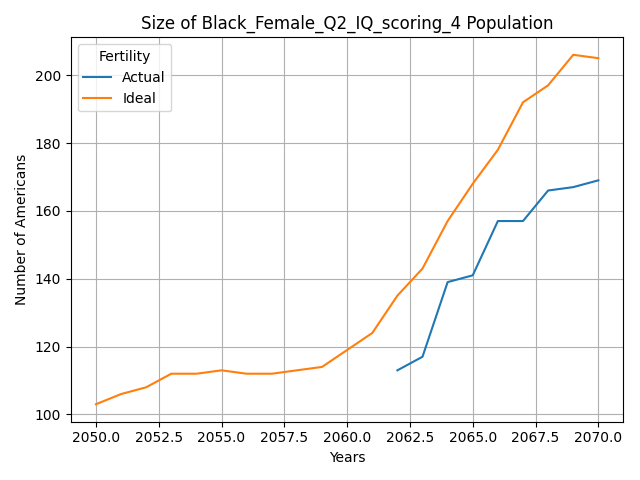 Size of Black_Female_Q2_IQ_scoring_4 Population
Fertility
Actual
Ideal
Number of Americans
200
180
160
140
120
100
2050.0 2052.5 2055.0 2057.5 2060.0 2062.5 2065.0 2067.5 2070.0
Years